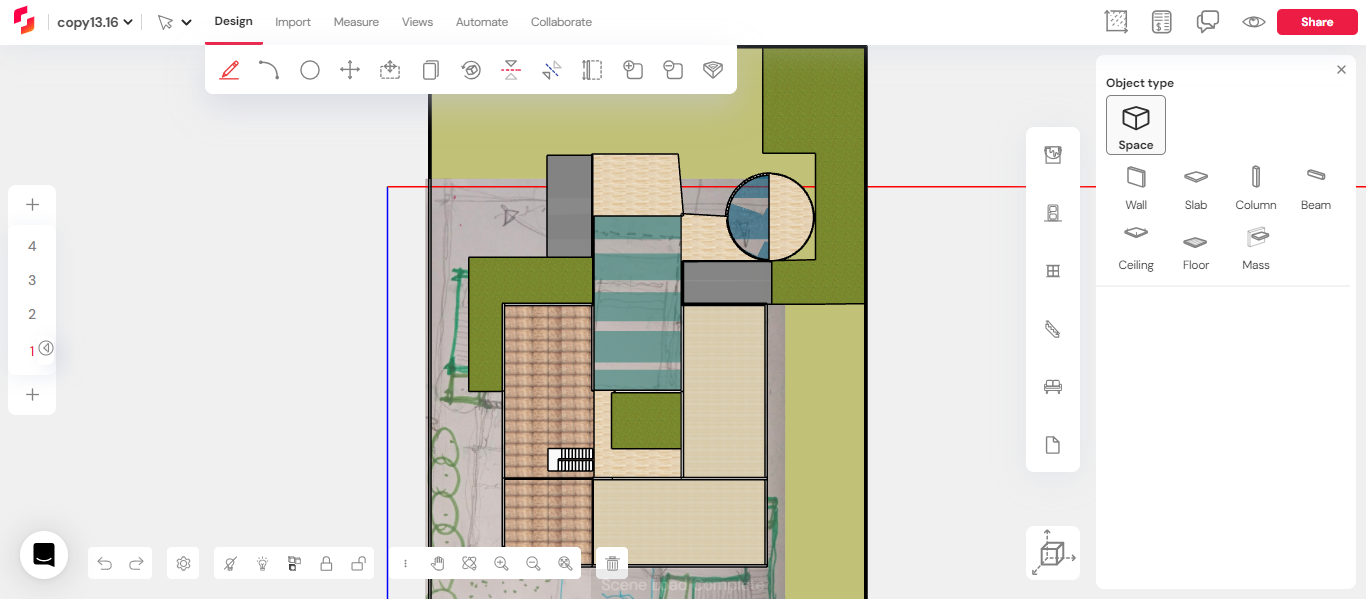 copy13.16
Design
Import
Measure
Views
Automate
Collaborate
Share
Object type
Space
Wall
Slab
Column
Beam
Ceiling
Floor
Mass
4
3
2
1
Scene Load Complete